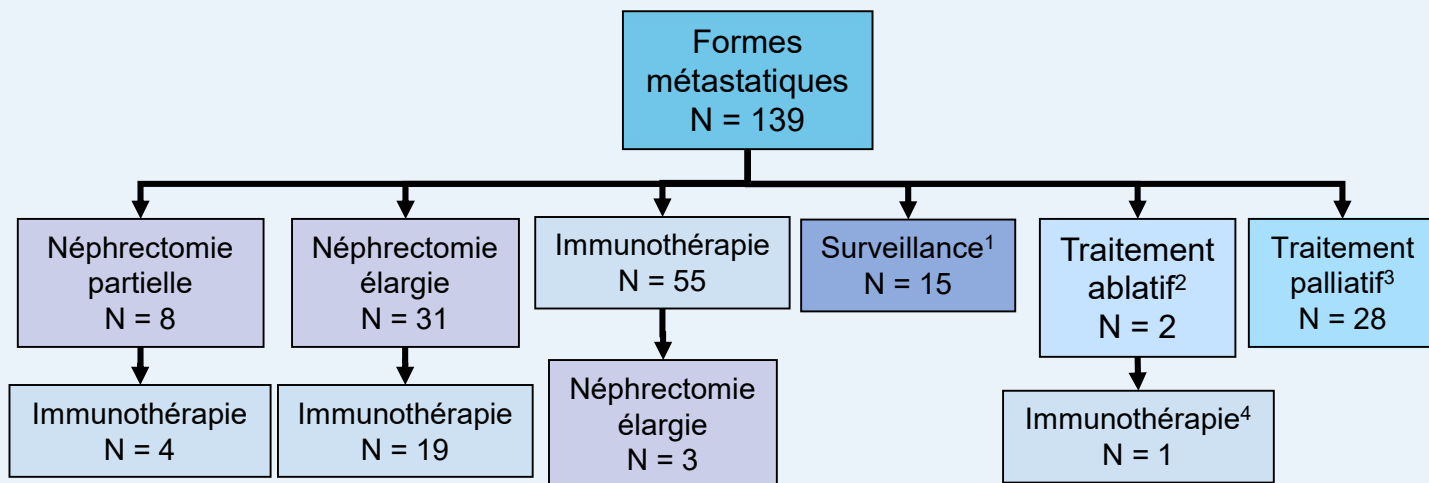 Formes
métastatiques
N = 139
Néphrectomie
partielle
N = 8
Néphrectomie
élargie
N = 31
Immunothérapie
N = 55
Surveillance¹
N = 15
Traitement
ablatif²
N = 2
Traitement
palliatif³
N = 28
Immunothérapie
N = 4
Immunothérapie
N = 19
Néphrectomie
élargie
N = 3
Immunothérapie⁴
N = 1